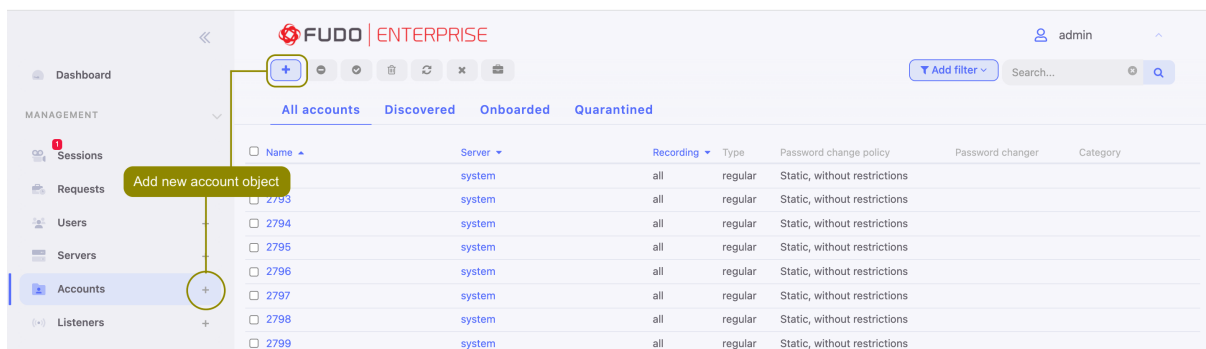 FUDO ENTERPRISE
admin
Dashboard
Add filter
Search...
MANAGEMENT
All accounts Discovered Onboarded Quarantined
1
Sessions
Name Server Recording Type Password change policy Password changer Category
Requests
Add new account object
system all regular Static, without restrictions
2793 system all regular Static, without restrictions
Users
2794 system all regular Static, without restrictions
2795 system all regular Static, without restrictions
Servers
2796 system all regular Static, without restrictions
Accounts
2797 system all regular Static, without restrictions
Listeners
2798 system all regular Static, without restrictions
2799 system all regular Static, without restrictions